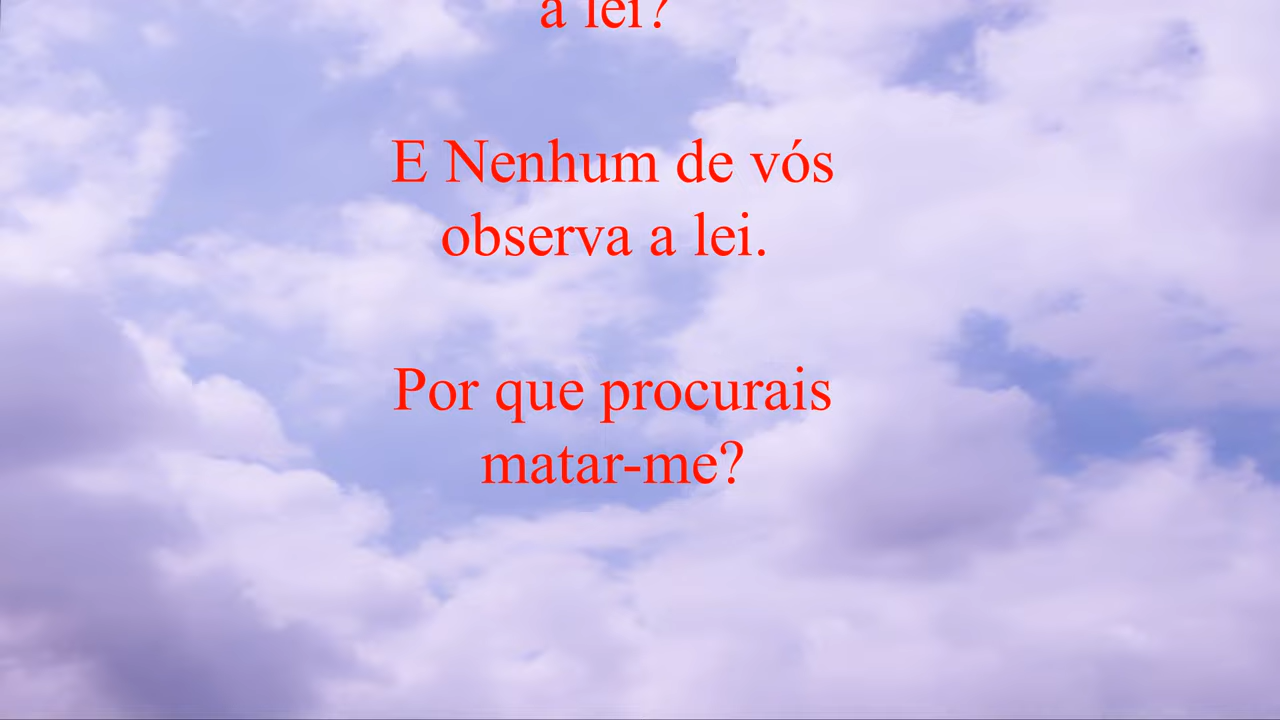 a lei?
E Nenhum de vós
observa a lei.
Por que procurais
matar-me?